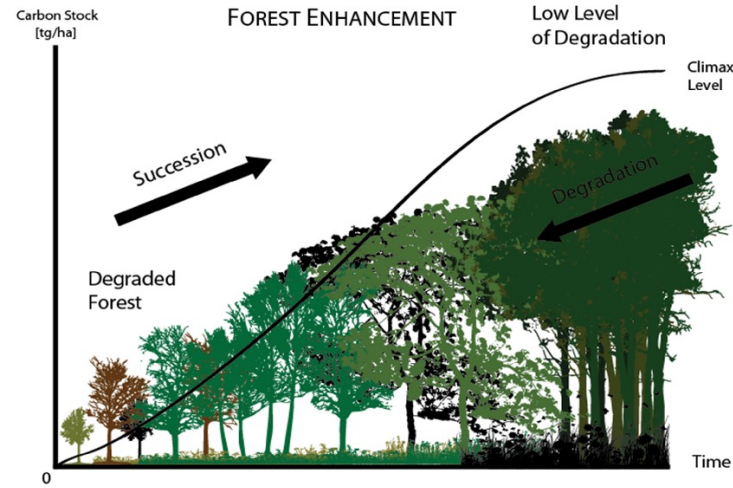 Carbon Stock
[tg/ha]
FOREST ENHANCEMENT
Low Level
of Degradation
Climax
Level
Succession
Degradation
Degraded
Forest
Time
0